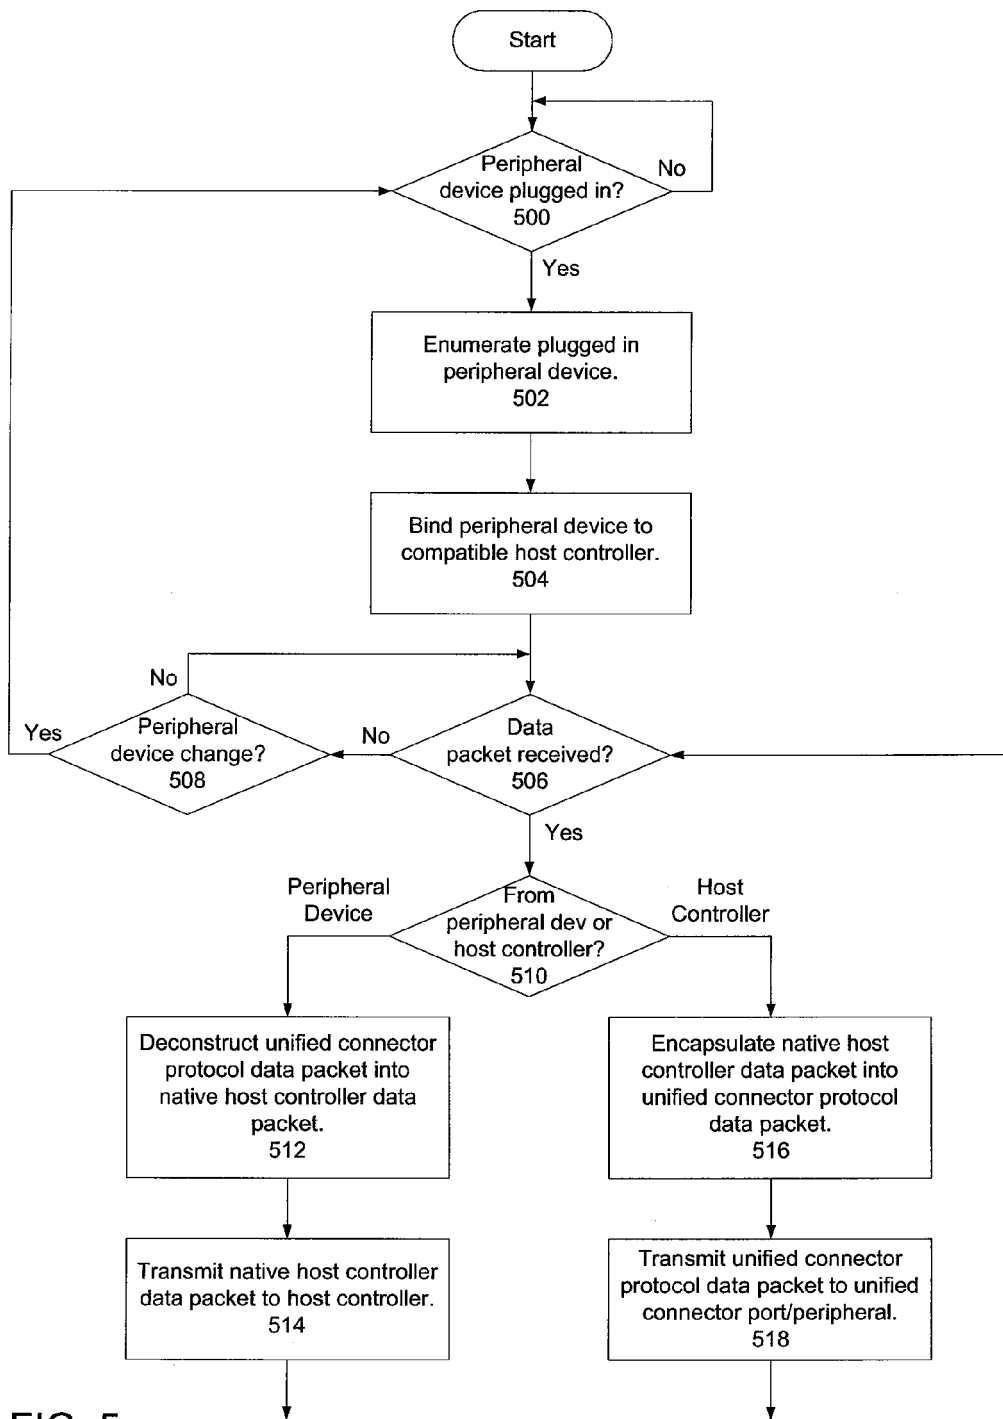 Start
Peripheral
device plugged in?
500
No
Yes
Enumerate plugged in
peripheral device.
502
Bind peripheral device to
compatible host controller.
504
No
Yes
Peripheral
device change?
508
No
Data
packet received?
506
Yes
Peripheral
Device
From
peripheral dev or
host controller?
510
Host
Controller
Deconstruct unified connector
protocol data packet into
native host controller data
packet.
512
Encapsulate native host
controller data packet into
unified connector protocol
data packet.
516
Transmit native host controller
data packet to host controller.
514
Transmit unified connector
protocol data packet to unified
connector port/peripheral.
518
FIG. 5